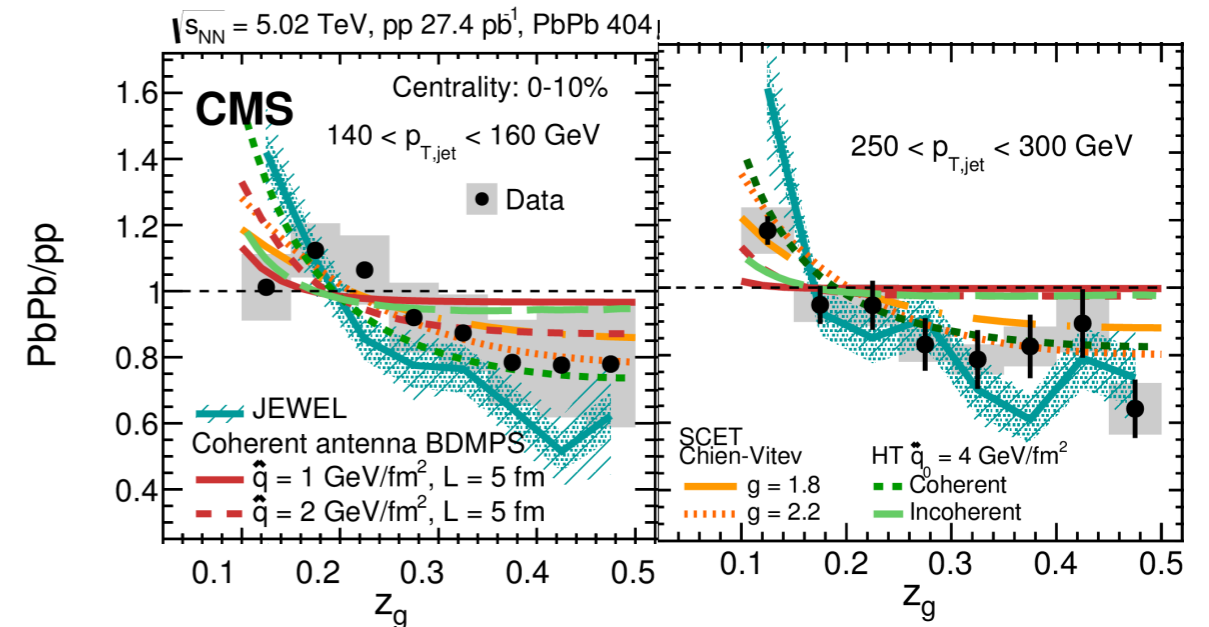 √s_NN = 5.02 TeV, pp 27.4 pb⁻¹, PbPb 404
CMS
Centrality: 0-10%
140 < p_T,jet < 160 GeV
Data
PbPb/pp
1.6
1.4
1.2
1
0.8
0.6
0.4
JEWEL
Coherent antenna BDMPS
q̂ = 1 GeV/fm², L = 5 fm
q̂ = 2 GeV/fm², L = 5 fm
0.1 0.2 0.3 0.4 0.5
z_g
250 < p_T,jet < 300 GeV
SCET
Chien-Vitev
g = 1.8
g = 2.2
HT q̂₀ = 4 GeV/fm²
Coherent
Incoherent
0.1 0.2 0.3 0.4 0.5
z_g